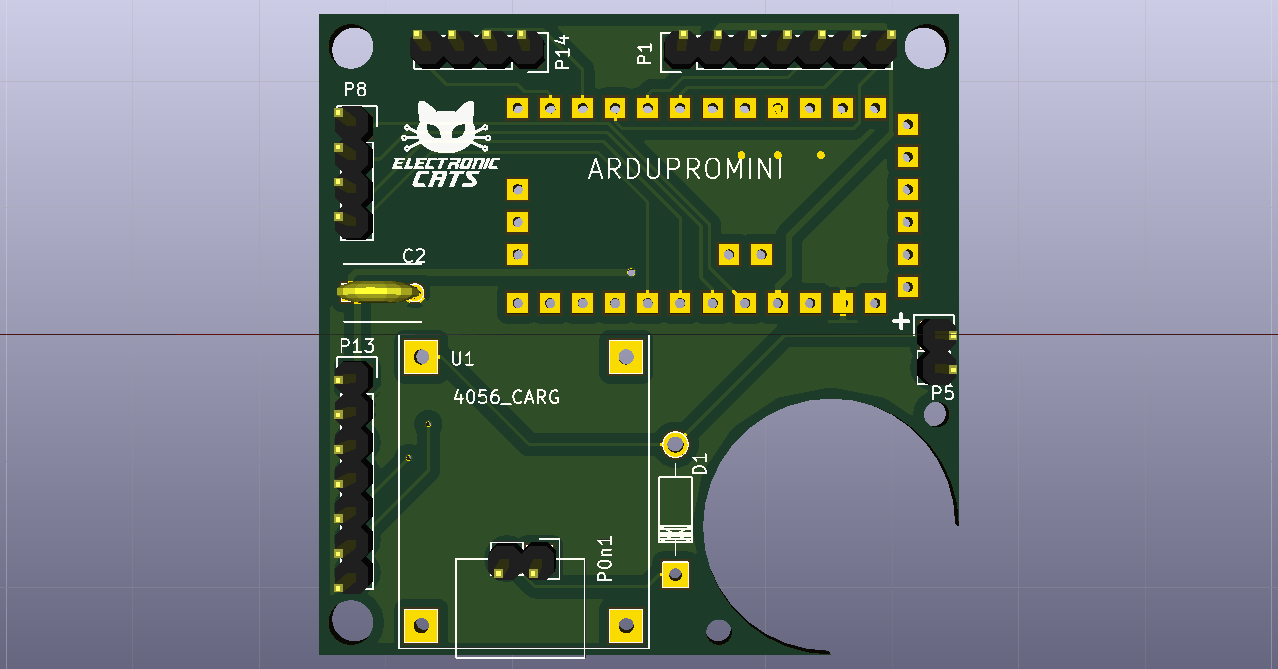 P14
P1
P8
ELECTRONIC
CATS
ARDUPROMINI
C2
+
P13
U1
4056_CARG
P5
D1
POn1